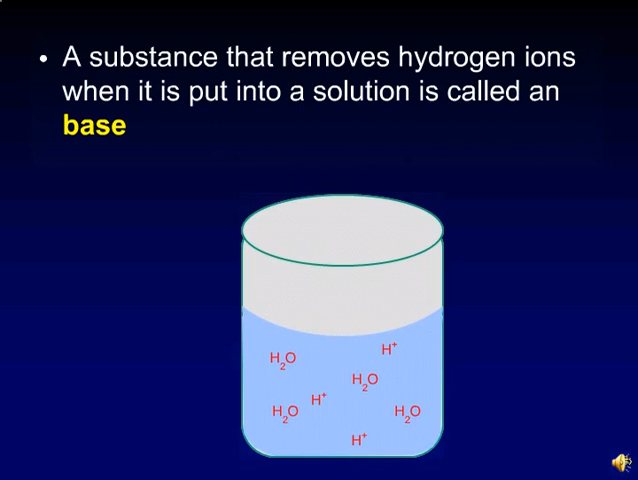 • A substance that removes hydrogen ions
when it is put into a solution is called an
base
H⁺
H₂O
H₂O
H⁺
H₂O
H₂O
H⁺